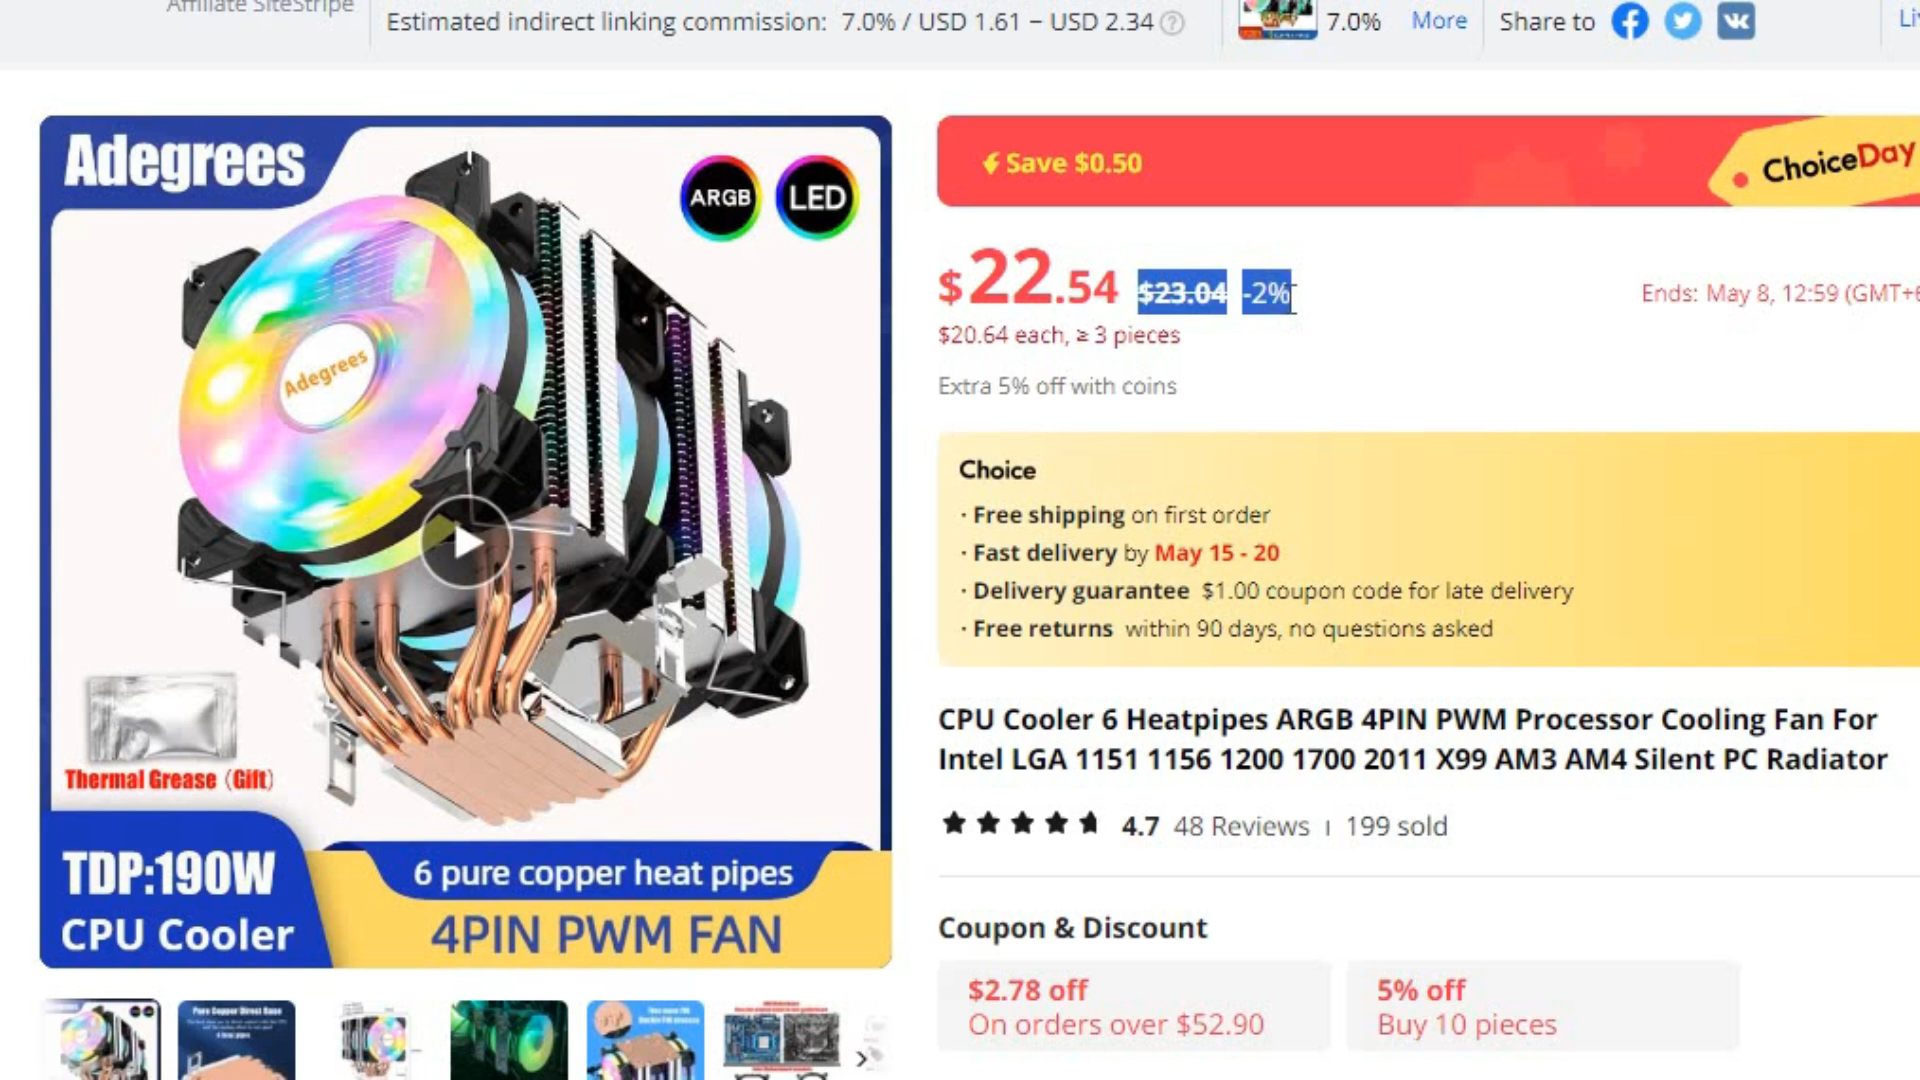 Affiliate SiteStripe
Estimated indirect linking commission: 7.0% / USD 1.61 – USD 2.34 ?
7.0% More Share to
Adegrees
ARGB LED
Adegrees
Thermal Grease (Gift)
TDP:190W
CPU Cooler
6 pure copper heat pipes
4PIN PWM FAN
Pure Copper Direct Base
Save $0.50
ChoiceDay
$22.54 $23.04 -2%
Ends: May 8, 12:59 (GMT+6
$20.64 each, ≥ 3 pieces
Extra 5% off with coins
Choice
· Free shipping on first order
· Fast delivery by May 15 - 20
· Delivery guarantee $1.00 coupon code for late delivery
· Free returns within 90 days, no questions asked
CPU Cooler 6 Heatpipes ARGB 4PIN PWM Processor Cooling Fan For
Intel LGA 1151 1156 1200 1700 2011 X99 AM3 AM4 Silent PC Radiator
4.7 48 Reviews | 199 sold
Coupon & Discount
$2.78 off
On orders over $52.90
5% off
Buy 10 pieces